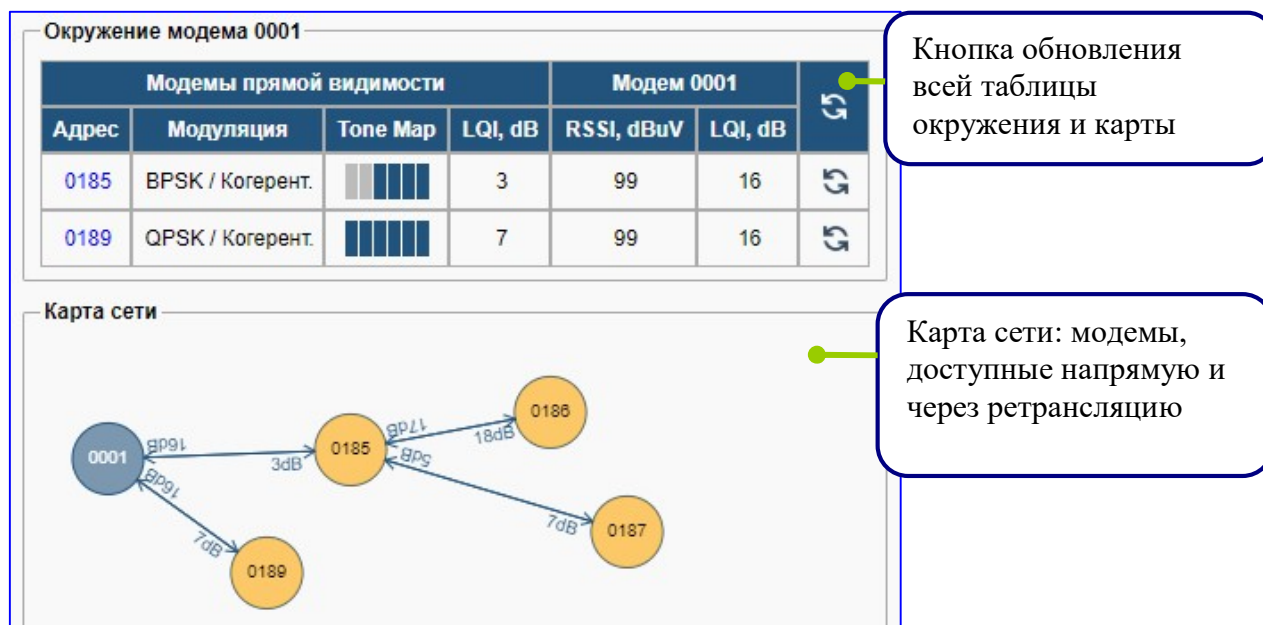 Окружение модема 0001
Модемы прямой видимости Модем 0001
Адрес Модуляция Tone Map LQI, dB RSSI, dBuV LQI, dB
0185 BPSK / Когерент. 3 99 16
0189 QPSK / Когерент. 7 99 16
Кнопка обновления
всей таблицы
окружения и карты
Карта сети
0001
16dB
3dB
0185
17dB
18dB
0186
5dB
7dB
0187
16dB
7dB
0189
Карта сети: модемы,
доступные напрямую и
через ретрансляцию